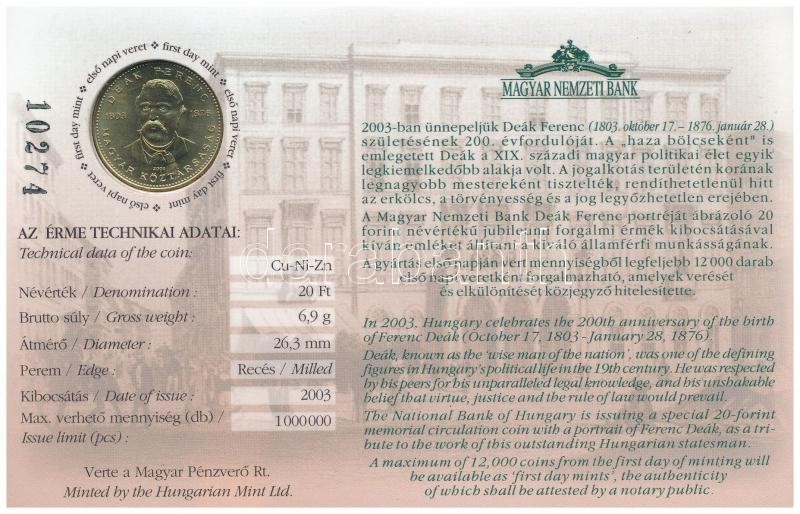 első napi veret ❖ first day mint ❖ első napi veret ❖ first day mint ❖ első napi veret ❖ first day mint ❖
DEÁK FERENC
1803 1876
2003
MAGYAR KÖZTÁRSASÁG
10274
AZ ÉRME TECHNIKAI ADATAI:
Technical data of the coin:
Cu-Ni-Zn
Névérték / Denomination : 20 Ft
Brutto súly / Gross weight : 6,9 g
Átmérő / Diameter : 26,3 mm
Perem / Edge : Recés / Milled
Kibocsátás / Date of issue : 2003
Max. verhető mennyiség (db) / 1000000
Issue limit (pcs) :
Verte a Magyar Pénzverő Rt.
Minted by the Hungarian Mint Ltd.
MAGYAR NEMZETI BANK
2003-ban ünnepeljük Deák Ferenc (1803. október 17. – 1876. január 28.)
születésének 200. évfordulóját. A „haza bölcseként" is
emlegetett Deák a XIX. századi magyar politikai élet egyik
legkiemelkedőbb alakja volt. A jogalkotás területén korának
legnagyobb mestereként tisztelték, rendíthetetlenül hitt
az erkölcs, a törvényesség és a jog legyőzhetetlen erejében.
A Magyar Nemzeti Bank Deák Ferenc portréját ábrázoló 20
forint névértékű jubileumi forgalmi érmék kibocsátásával
kíván emléket állítani a kiváló államférfi munkásságának.
A gyártás első napján vert mennyiségből legfeljebb 12 000 darab
első napi veretként forgalmazható, amelyek verését
és elkülönítését közjegyző hitelesítette.
In 2003, Hungary celebrates the 200th anniversary of the birth
of Ferenc Deák (October 17, 1803 - January 28, 1876).
Deák, known as the 'wise man of the nation', was one of the defining
figures in Hungary's political life in the 19th century. He was respected
by his peers for his unparalleled legal knowledge, and his unshakable
belief that virtue, justice and the rule of law would prevail.
The National Bank of Hungary is issuing a special 20-forint
memorial circulation coin with a portrait of Ferenc Deák, as a tri-
bute to the work of this outstanding Hungarian statesman.
A maximum of 12,000 coins from the first day of minting will
be available as 'first day mints', the authenticity
of which shall be attested by a notary public.
darabanth.com